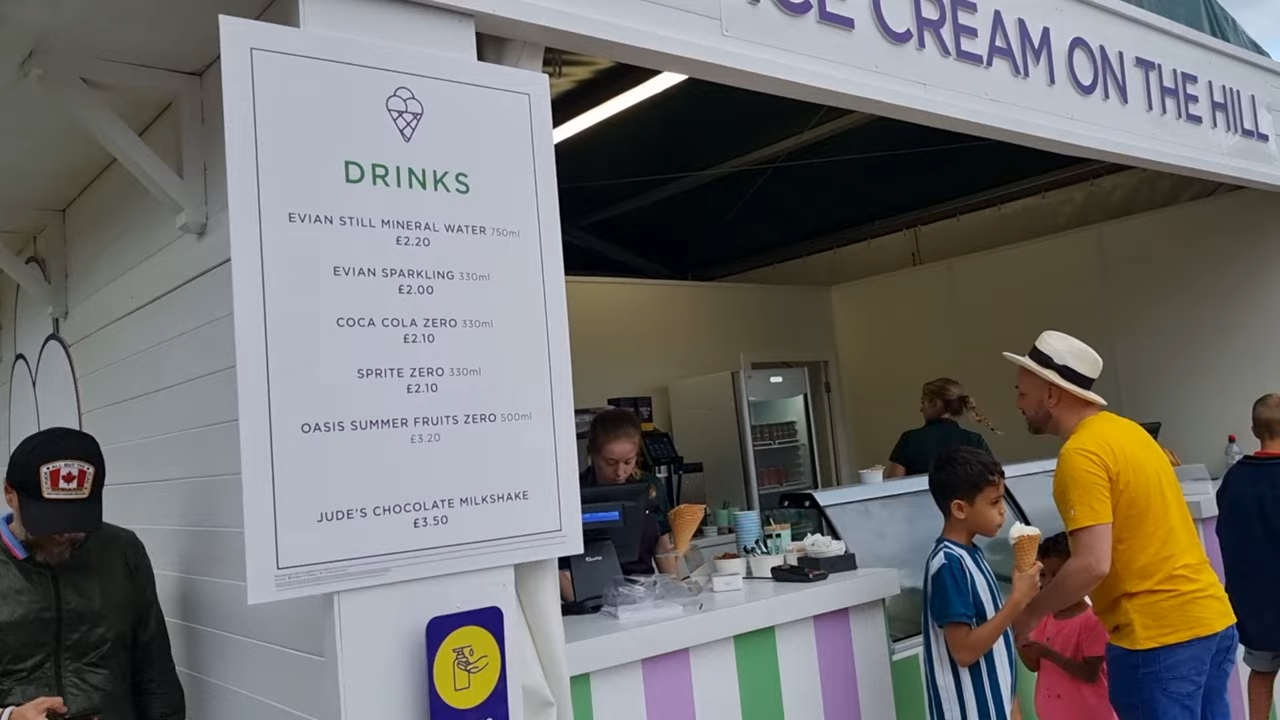 ICE CREAM ON THE HILL
DRINKS
EVIAN STILL MINERAL WATER 750ml
£2.20
EVIAN SPARKLING 330ml
£2.00
COCA COLA ZERO 330ml
£2.10
SPRITE ZERO 330ml
£2.10
OASIS SUMMER FRUITS ZERO 500ml
£3.20
JUDE'S CHOCOLATE MILKSHAKE
£3.50